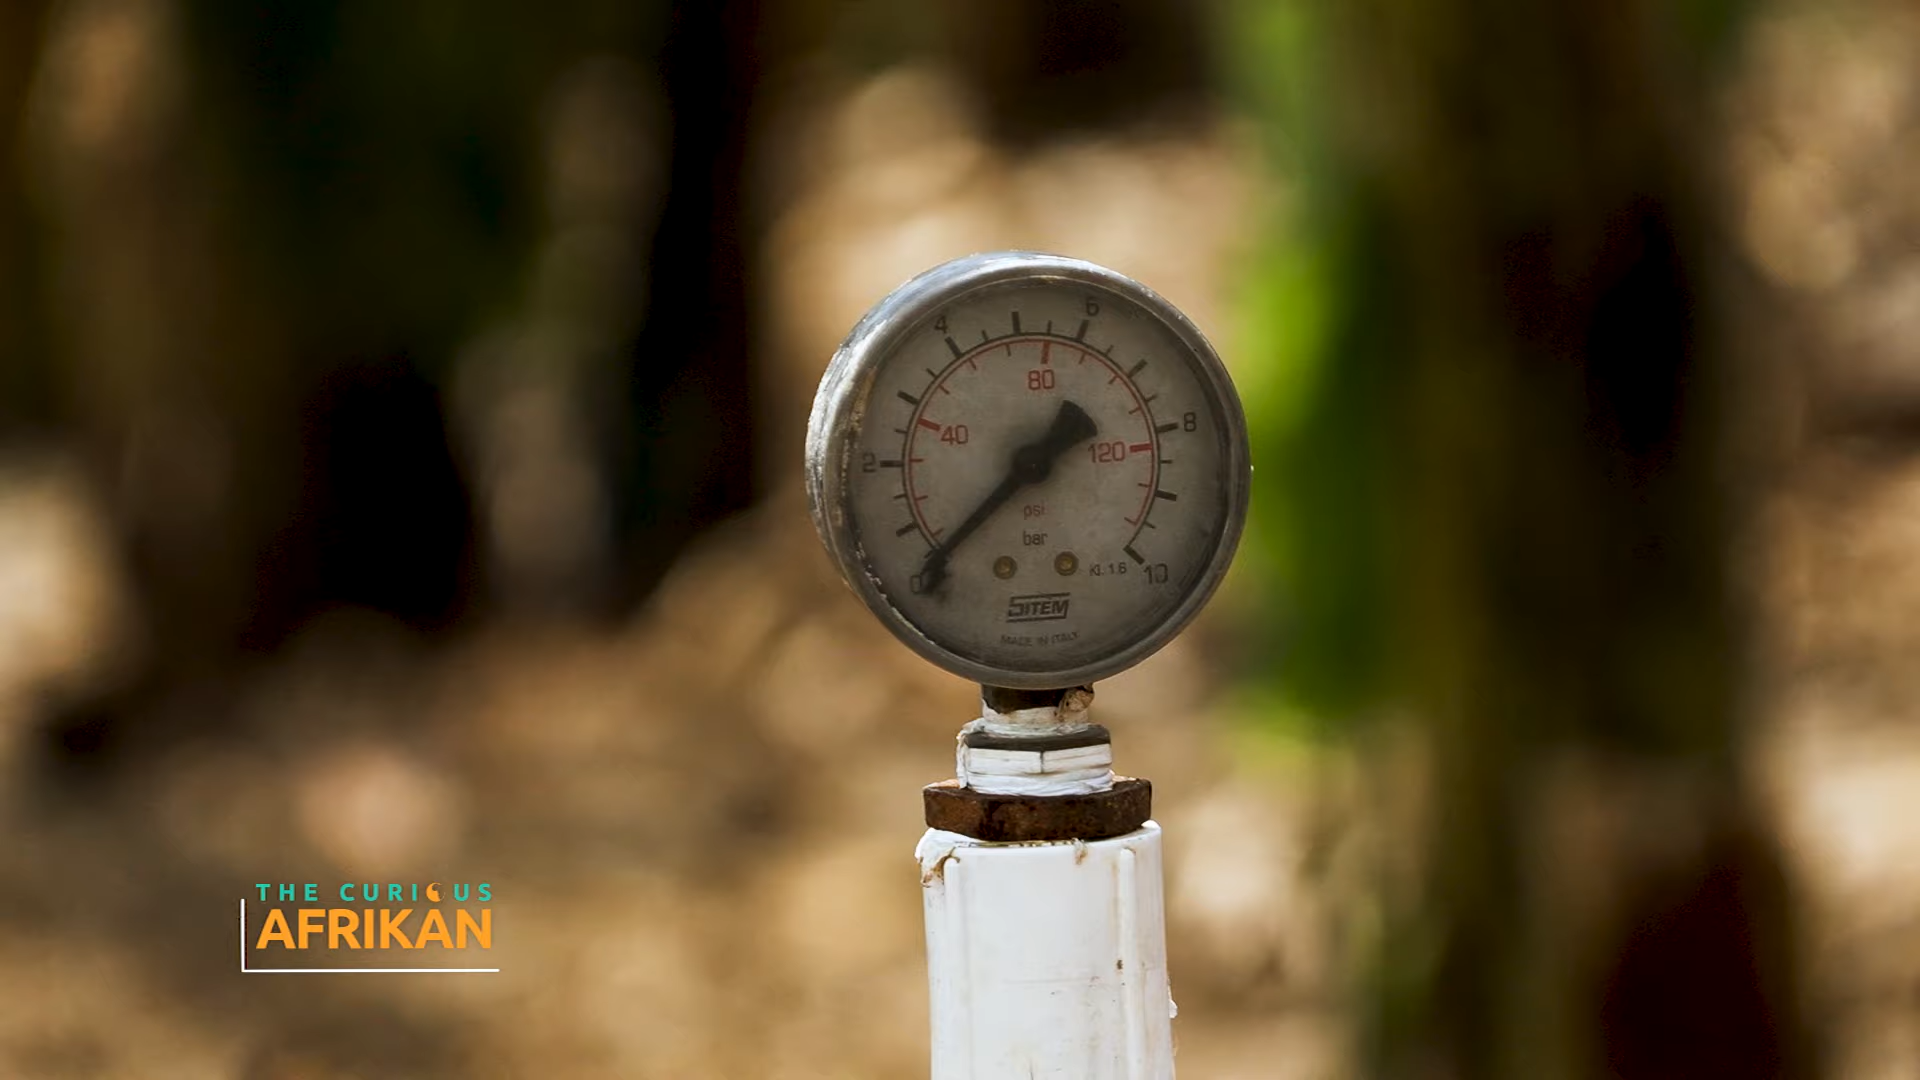 4
6
80
8
40
120
2
psi
bar
0
Kl. 1.6
10
SITEM
MADE IN ITALY
THE CURIOUS
AFRIKAN